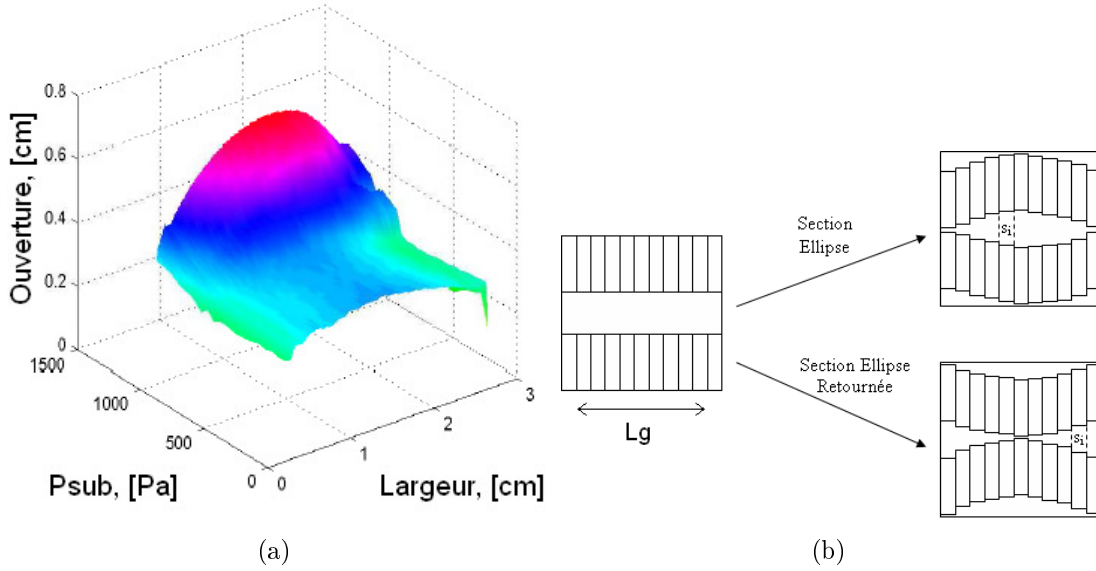 0.8
0.6
0.4
0.2
0
Ouverture, [cm]
1500
1000
500
0
Psub, [Pa]
0
1
2
3
Largeur, [cm]
(a)
Lg
Section
Ellipse
Section Ellipse
Retournée
si
si
(b)